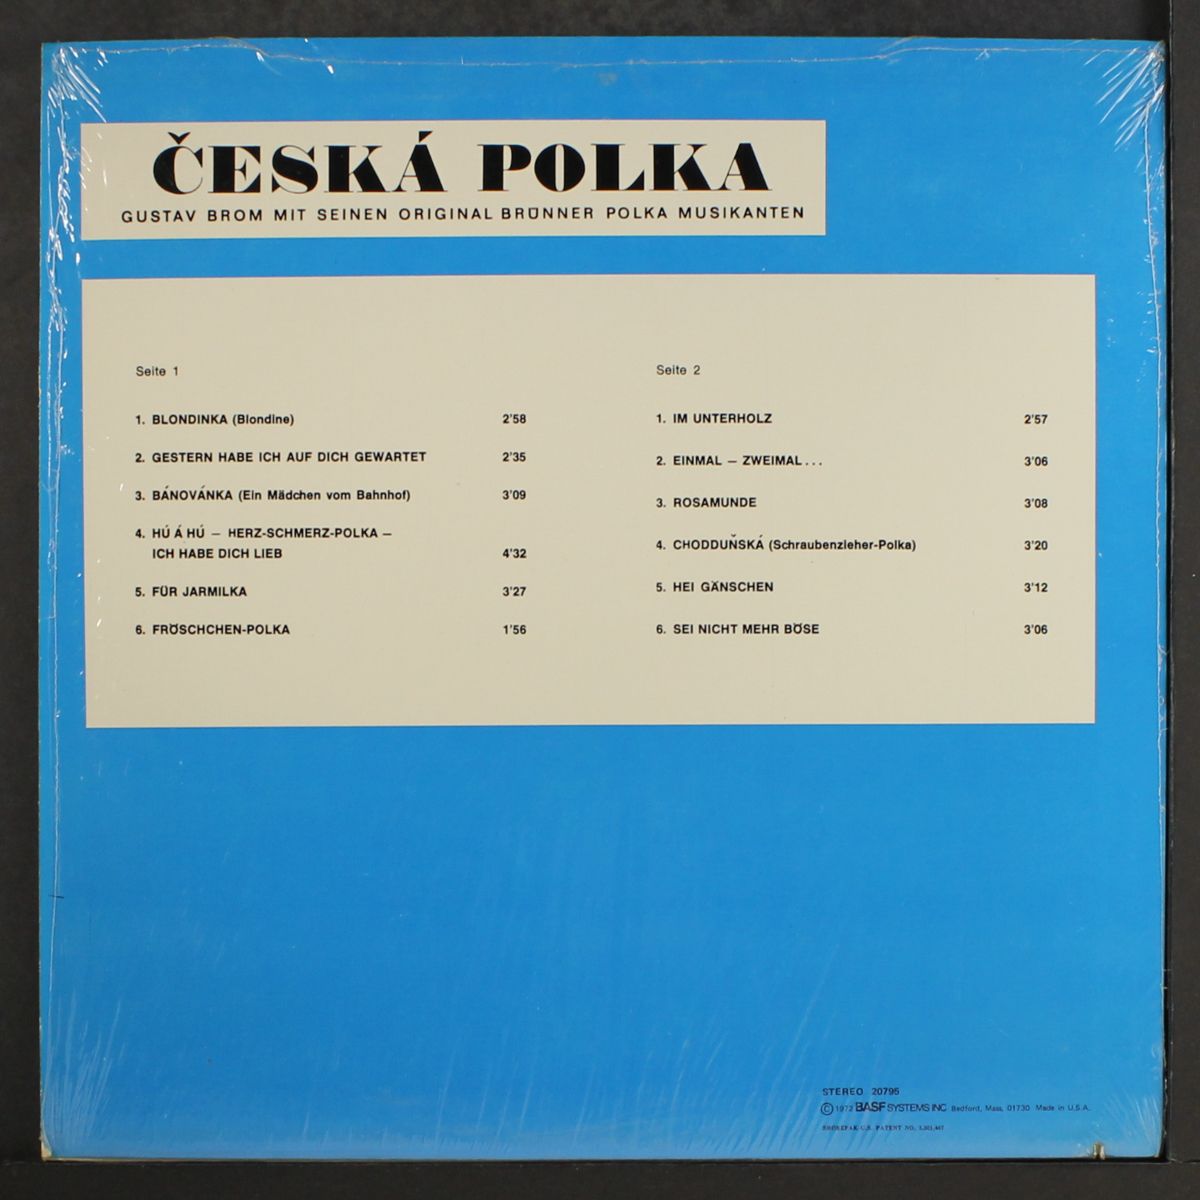 ČESKÁ POLKA
GUSTAV BROM MIT SEINEN ORIGINAL BRÜNNER POLKA MUSIKANTEN
Seite 1
1. BLONDINKA (Blondine) 2'58
2. GESTERN HABE ICH AUF DICH GEWARTET 2'35
3. BÁNOVÁNKA (Ein Mädchen vom Bahnhof) 3'09
4. HÚ Á HÚ – HERZ-SCHMERZ-POLKA –
ICH HABE DICH LIEB 4'32
5. FÜR JARMILKA 3'27
6. FRÖSCHCHEN-POLKA 1'56
Seite 2
1. IM UNTERHOLZ 2'57
2. EINMAL – ZWEIMAL... 3'06
3. ROSAMUNDE 3'08
4. CHODDUŇSKÁ (Schraubenzieher-Polka) 3'20
5. HEI GÄNSCHEN 3'12
6. SEI NICHT MEHR BÖSE 3'06
STEREO 20795
© 1972 BASF SYSTEMS INC Bedford, Mass. 01730 Made in U.S.A.
SHOREPAK U.S. PATENT NO.